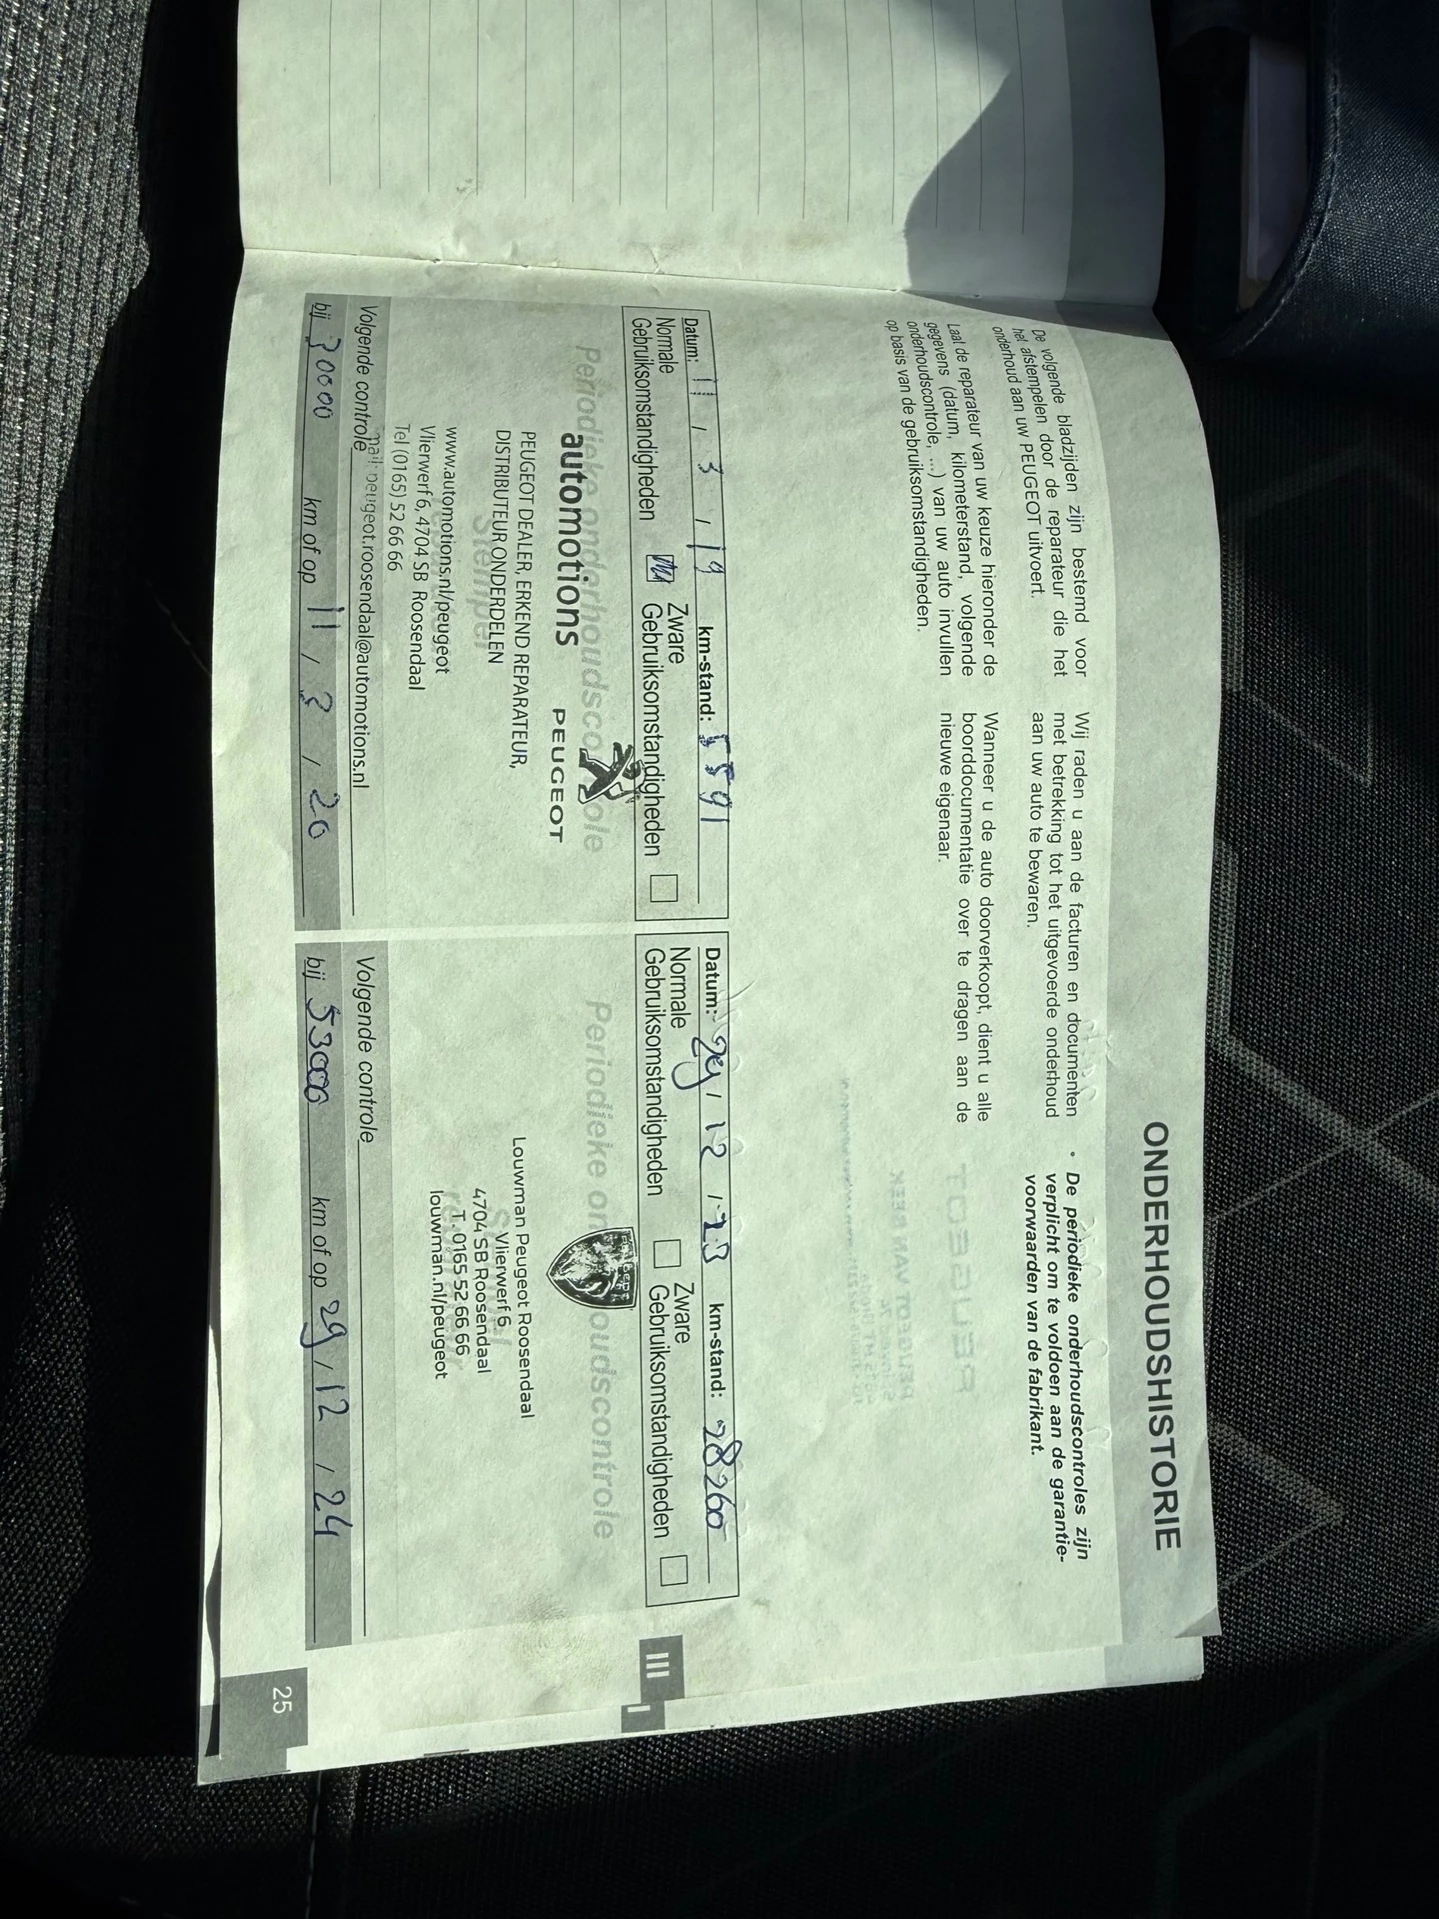 ONDERHOUDSHISTORIE
De volgende bladzijden zijn bestemd voor
het afstempelen door de reparateur die het
onderhoud aan uw PEUGEOT uitvoert.
Laat de reparateur van uw keuze hieronder de
gegevens (datum, kilometerstand, volgende
onderhoudscontrole, ...) van uw auto invullen
op basis van de gebruiksomstandigheden.
Wij raden u aan de facturen en documenten
met betrekking tot het uitgevoerde onderhoud
aan uw auto te bewaren.
Wanneer u de auto doorverkoopt, dient u alle
boorddocumentatie over te dragen aan de
nieuwe eigenaar.
• De periodieke onderhoudscontroles zijn
verplicht om te voldoen aan de garantie-
voorwaarden van de fabrikant.
Datum: 11 / 3 / 19 km-stand: 5591
Normale
Gebruiksomstandigheden
Zware
Gebruiksomstandigheden
Periodieke onderhoudscontrole
automotions
PEUGEOT
PEUGEOT DEALER, ERKEND REPARATEUR,
DISTRIBUTEUR ONDERDELEN
Stempel
www.automotions.nl/peugeot
Vlierwerf 6, 4704 SB Roosendaal
Tel (0165) 52 66 66
mail: peugeot.roosendaal@automotions.nl
Volgende controle
bij 30000 km of op 11 / 3 / 20
Datum: 29 / 12 / 23 km-stand: 28260
Normale
Gebruiksomstandigheden
Zware
Gebruiksomstandigheden
Periodieke onderhoudscontrole
PEUGEOT
Louwman Peugeot Roosendaal
Vlierwerf 6
4704 SB Roosendaal
T. 0165 52 66 66
louwman.nl/peugeot
Volgende controle
bij 53000 km of op 29 / 12 / 24
III
25